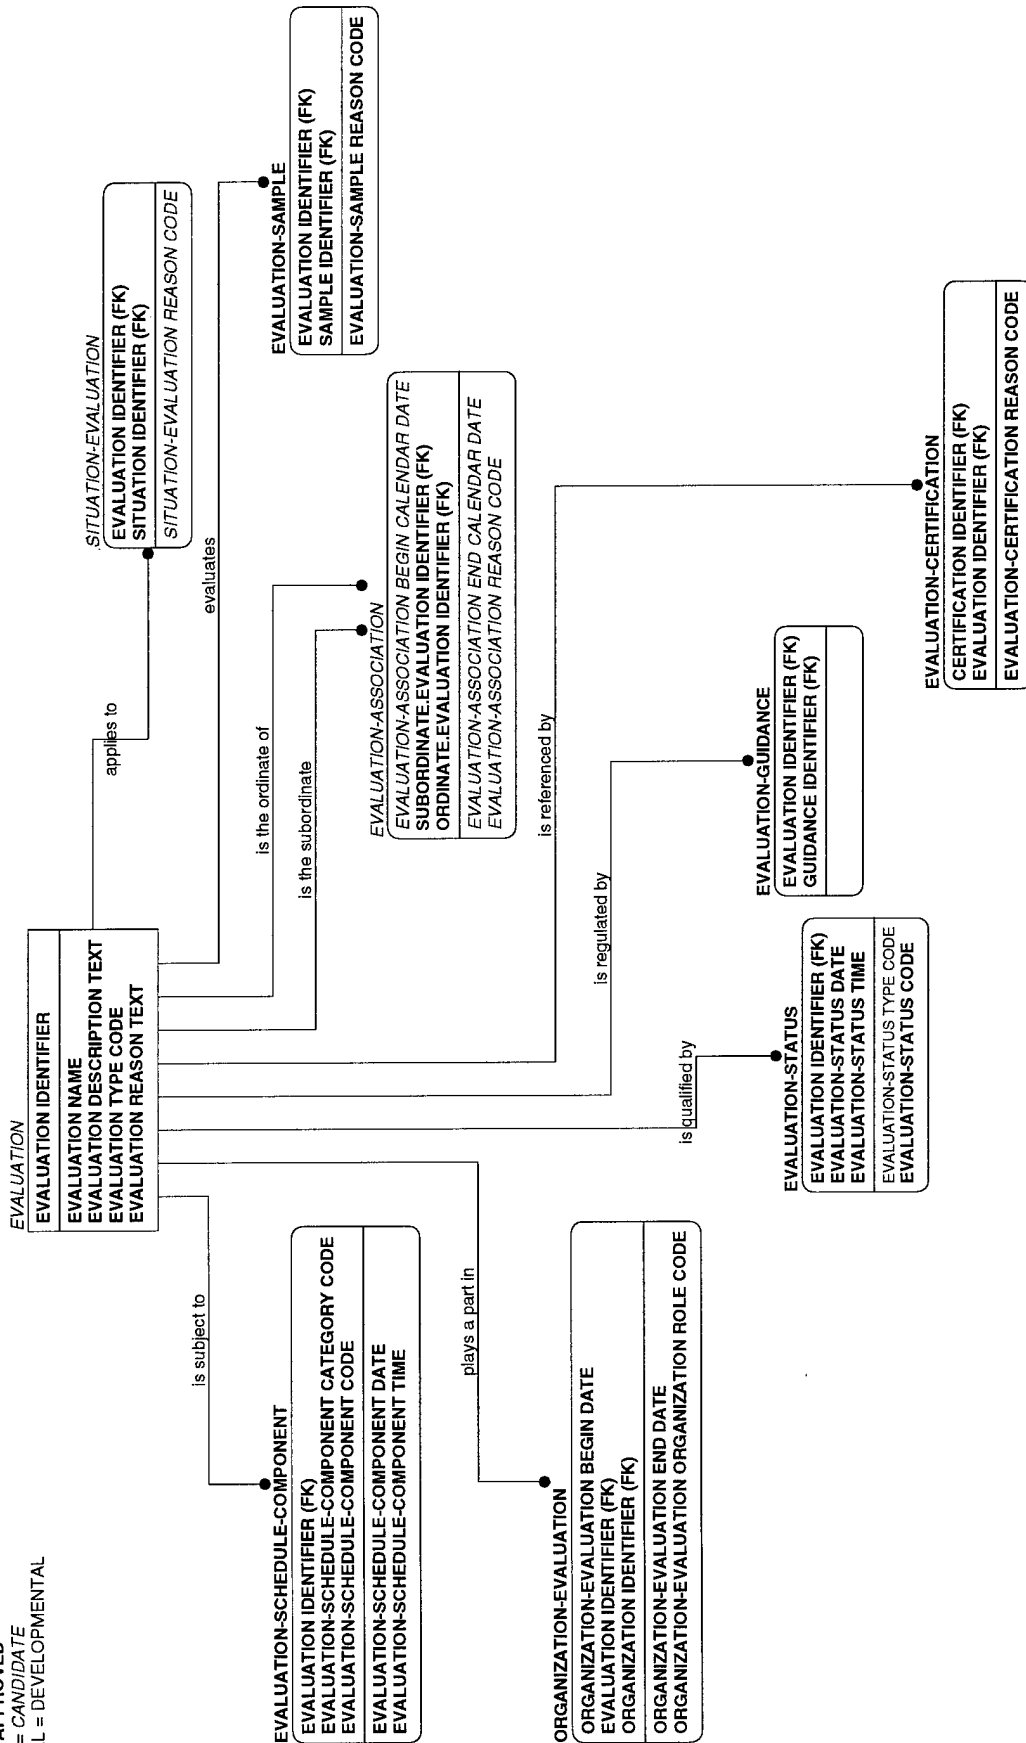 APPROVED
= CANDIDATE
L = DEVELOPMENTAL
EVALUATION
EVALUATION IDENTIFIER
EVALUATION NAME
EVALUATION DESCRIPTION TEXT
EVALUATION TYPE CODE
EVALUATION REASON TEXT
applies to
SITUATION-EVALUATION
EVALUATION IDENTIFIER (FK)
SITUATION IDENTIFIER (FK)
SITUATION-EVALUATION REASON CODE
evaluates
EVALUATION-SAMPLE
EVALUATION IDENTIFIER (FK)
SAMPLE IDENTIFIER (FK)
EVALUATION-SAMPLE REASON CODE
is the ordinate of
is the subordinate
EVALUATION-ASSOCIATION
EVALUATION-ASSOCIATION BEGIN CALENDAR DATE
SUBORDINATE.EVALUATION IDENTIFIER (FK)
ORDINATE.EVALUATION IDENTIFIER (FK)
EVALUATION-ASSOCIATION END CALENDAR DATE
EVALUATION-ASSOCIATION REASON CODE
is subject to
EVALUATION-SCHEDULE-COMPONENT
EVALUATION IDENTIFIER (FK)
EVALUATION-SCHEDULE-COMPONENT CATEGORY CODE
EVALUATION-SCHEDULE-COMPONENT CODE
EVALUATION-SCHEDULE-COMPONENT DATE
EVALUATION-SCHEDULE-COMPONENT TIME
plays a part in
ORGANIZATION-EVALUATION
ORGANIZATION-EVALUATION BEGIN DATE
EVALUATION IDENTIFIER (FK)
ORGANIZATION IDENTIFIER (FK)
ORGANIZATION-EVALUATION END DATE
ORGANIZATION-EVALUATION ORGANIZATION ROLE CODE
is qualified by
EVALUATION-STATUS
EVALUATION IDENTIFIER (FK)
EVALUATION-STATUS DATE
EVALUATION-STATUS TIME
EVALUATION-STATUS TYPE CODE
EVALUATION-STATUS CODE
is regulated by
EVALUATION-GUIDANCE
EVALUATION IDENTIFIER (FK)
GUIDANCE IDENTIFIER (FK)
is referenced by
EVALUATION-CERTIFICATION
CERTIFICATION IDENTIFIER (FK)
EVALUATION IDENTIFIER (FK)
EVALUATION-CERTIFICATION REASON CODE